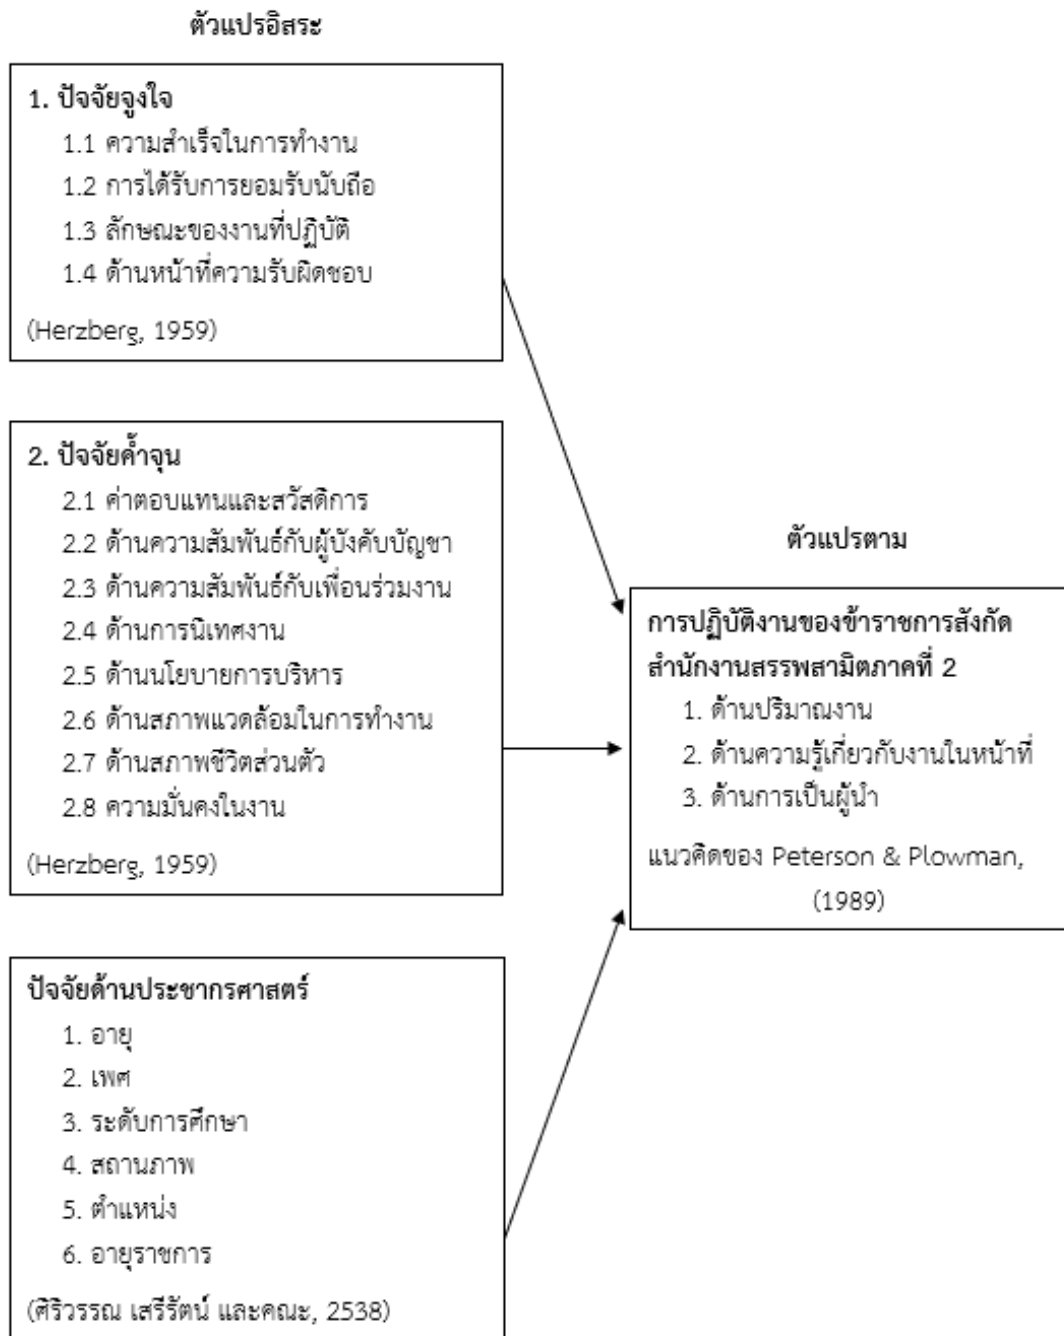 ตัวแปรอิสระ
1. ปัจจัยจูงใจ
1.1 ความสำเร็จในการทำงาน
1.2 การได้รับการยอมรับนับถือ
1.3 ลักษณะของงานที่ปฏิบัติ
1.4 ด้านหน้าที่ความรับผิดชอบ
(Herzberg, 1959)
2. ปัจจัยค้ำจุน
2.1 ค่าตอบแทนและสวัสดิการ
2.2 ด้านความสัมพันธ์กับผู้บังคับบัญชา
2.3 ด้านความสัมพันธ์กับเพื่อนร่วมงาน
2.4 ด้านการนิเทศงาน
2.5 ด้านนโยบายการบริหาร
2.6 ด้านสภาพแวดล้อมในการทำงาน
2.7 ด้านสภาพชีวิตส่วนตัว
2.8 ความมั่นคงในงาน
(Herzberg, 1959)
ปัจจัยด้านประชากรศาสตร์
1. อายุ
2. เพศ
3. ระดับการศึกษา
4. สถานภาพ
5. ตำแหน่ง
6. อายุราชการ
(ศิริวรรณ เสรีรัตน์ และคณะ, 2538)
ตัวแปรตาม
การปฏิบัติงานของข้าราชการสังกัด
สำนักงานสรรพสามิตภาคที่ 2
1. ด้านปริมาณงาน
2. ด้านความรู้เกี่ยวกับงานในหน้าที่
3. ด้านการเป็นผู้นำ
แนวคิดของ Peterson & Plowman,
(1989)